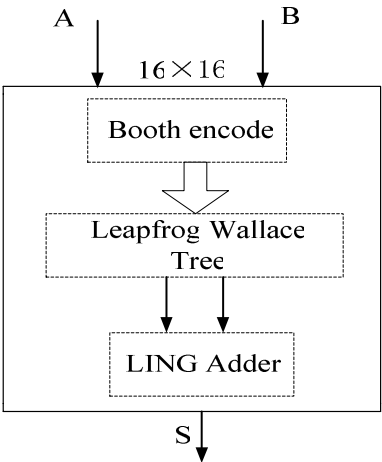 A
B
16×16
Booth encode
Leapfrog Wallace
Tree
LING Adder
S